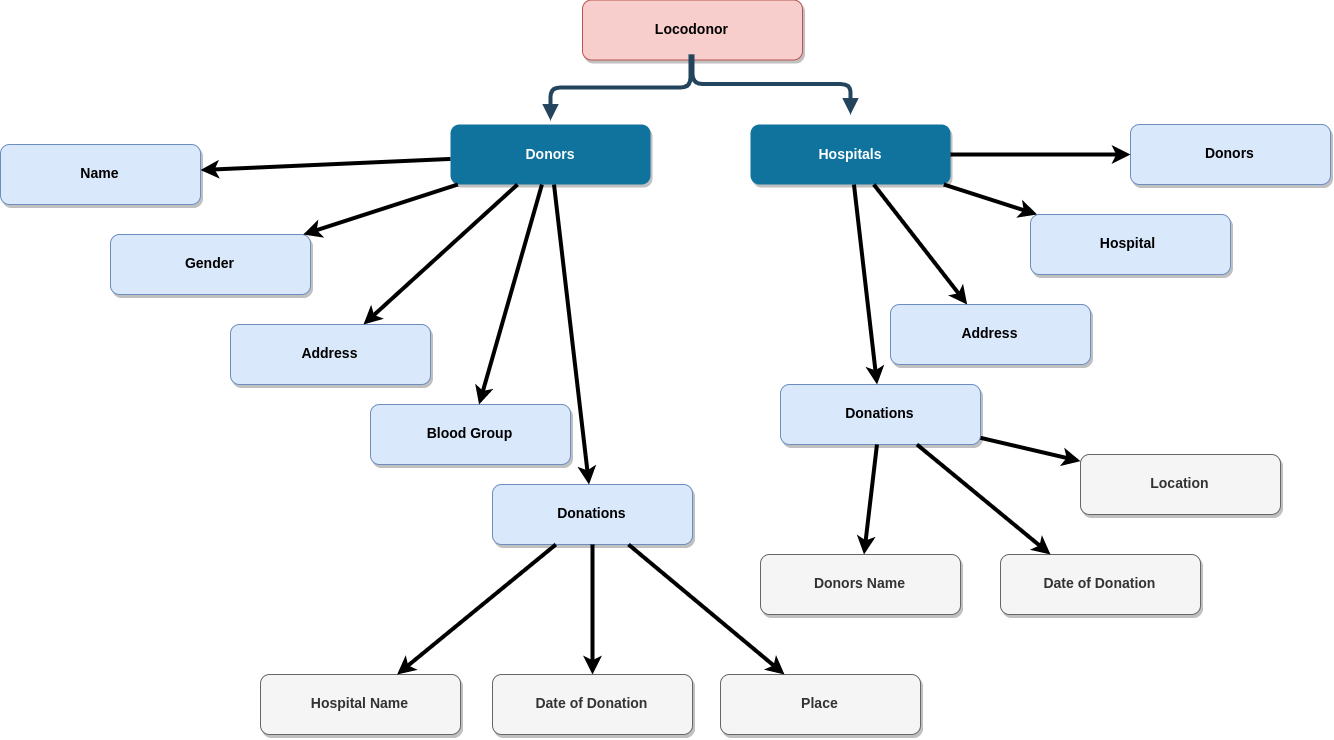 Locodonor
Donors
Hospitals
Donors
Name
Hospital
Gender
Address
Address
Donations
Blood Group
Location
Donations
Donors Name
Date of Donation
Hospital Name
Date of Donation
Place